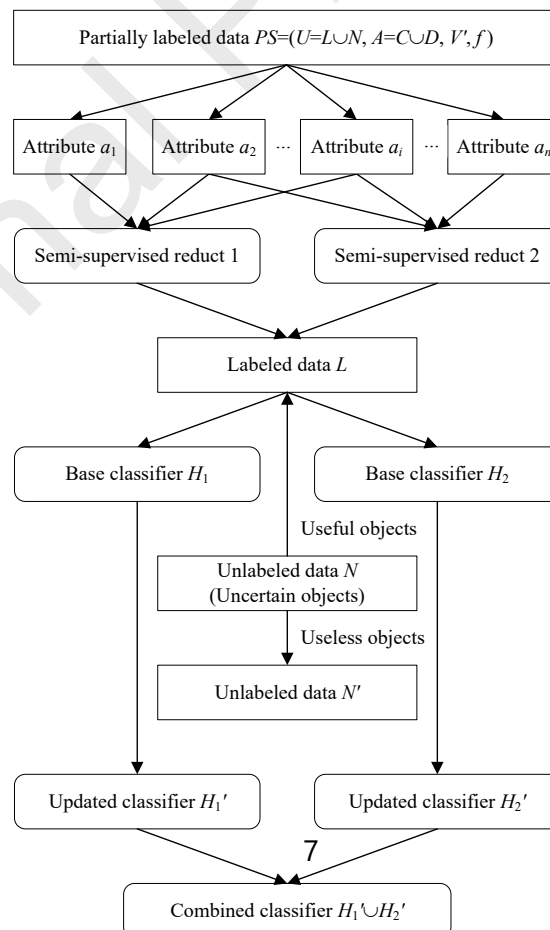 Partially labeled data PS=(U=L∪N, A=C∪D, V′, f )
Attribute a1 Attribute a2 ... Attribute ai ... Attribute an
Semi-supervised reduct 1 Semi-supervised reduct 2
Labeled data L
Base classifier H1 Base classifier H2
Useful objects
Unlabeled data N
(Uncertain objects)
Useless objects
Unlabeled data N′
Updated classifier H1′ Updated classifier H2′
7
Combined classifier H1′∪H2′